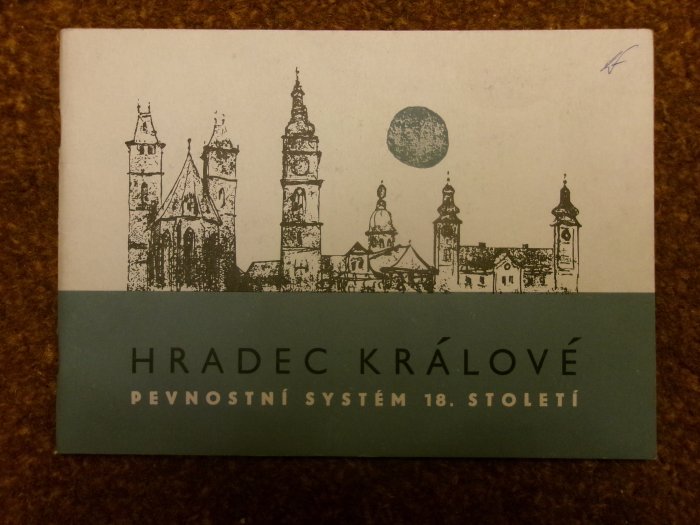 HRADEC KRÁLOVÉ
PEVNOSTNÍ SYSTÉM 18. STOLETÍ